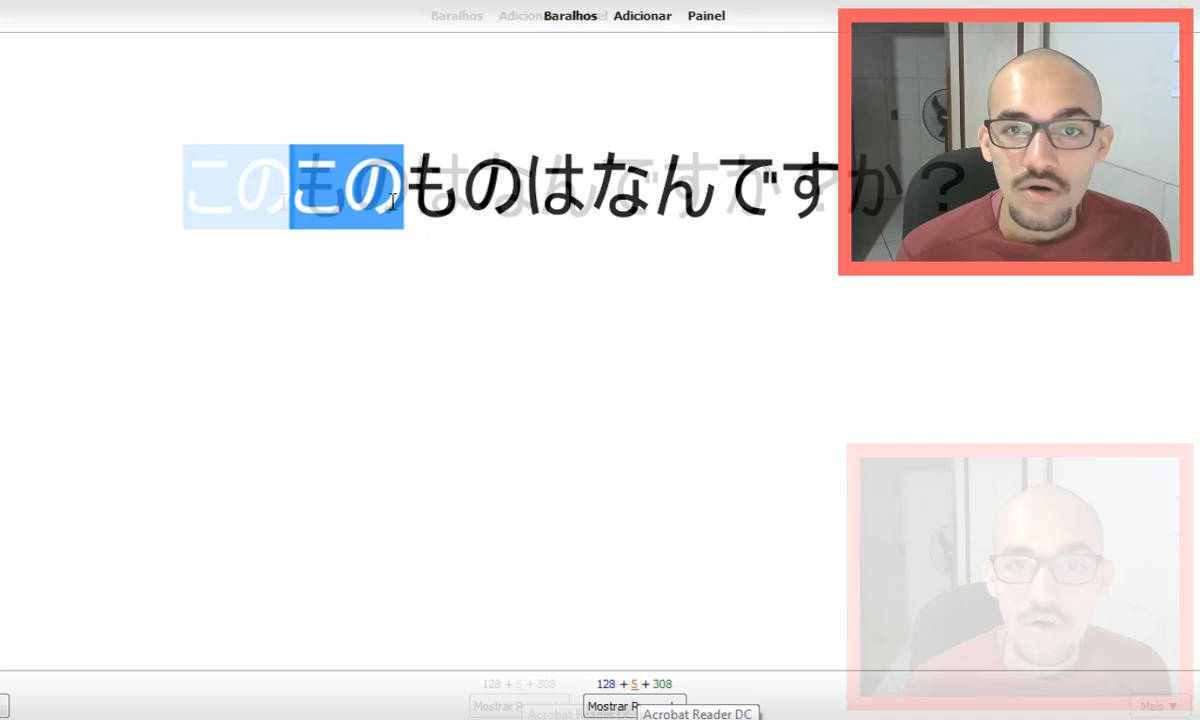 Baralhos Adicionar Painel
このものはなんですか？
128 + 5 + 308
Mostrar
Acrobat Reader DC
Mais ▼